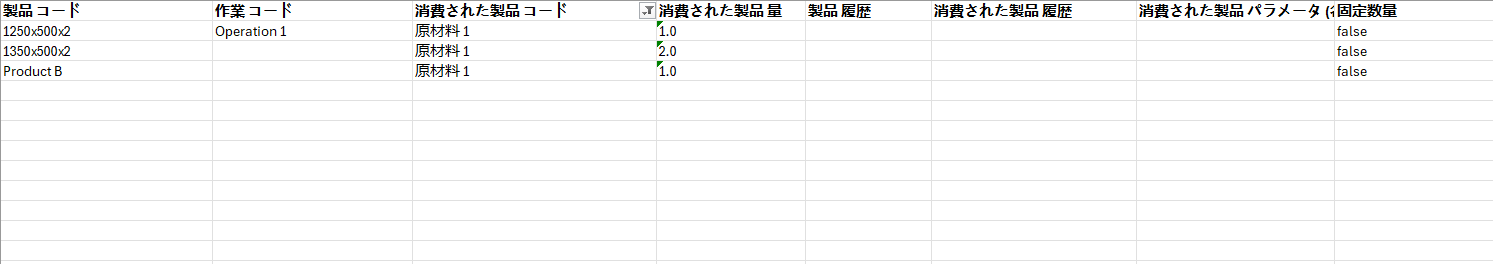 製品 コード 作業 コード 消費された製品 コード 消費された製品 量 製品 履歴 消費された製品 履歴 消費された製品 パラメータ ( 固定数量
1250x500x2 Operation 1 原材料 1 1.0 false
1350x500x2 原材料 1 2.0 false
Product B 原材料 1 1.0 false